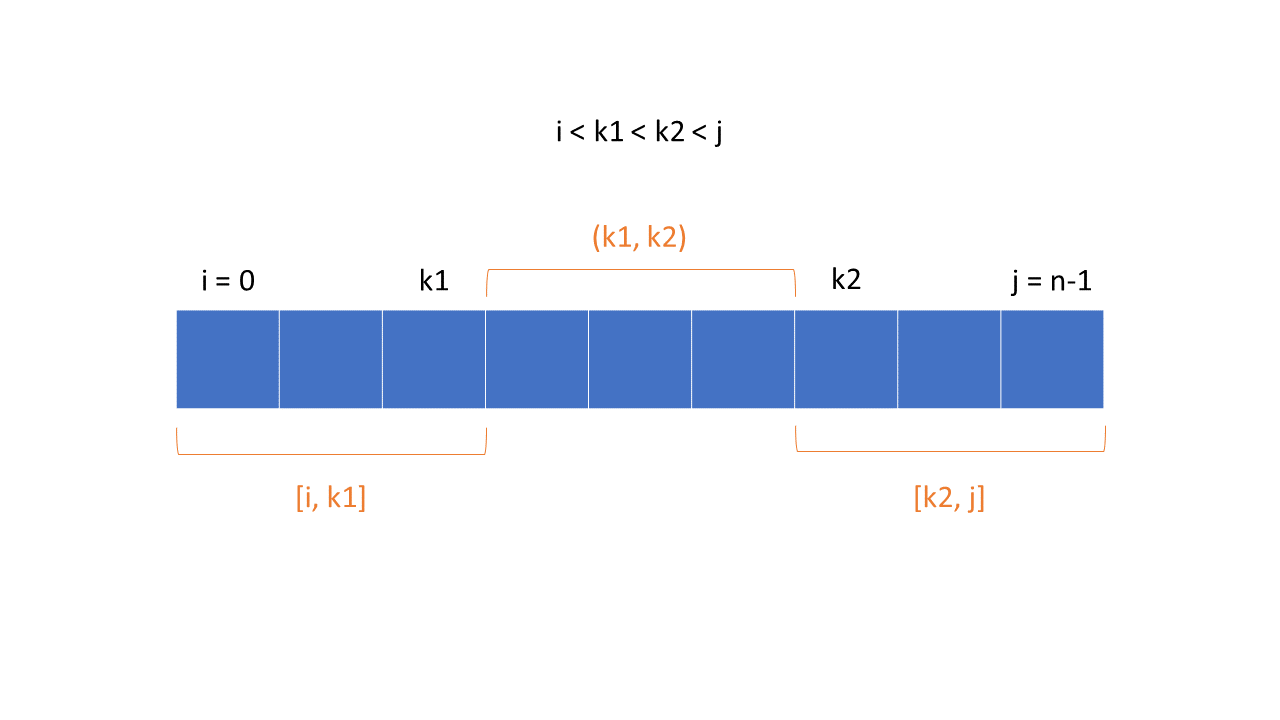 i < k1 < k2 < j
(k1, k2)
i = 0 k1 k2 j = n-1
[i, k1] [k2, j]